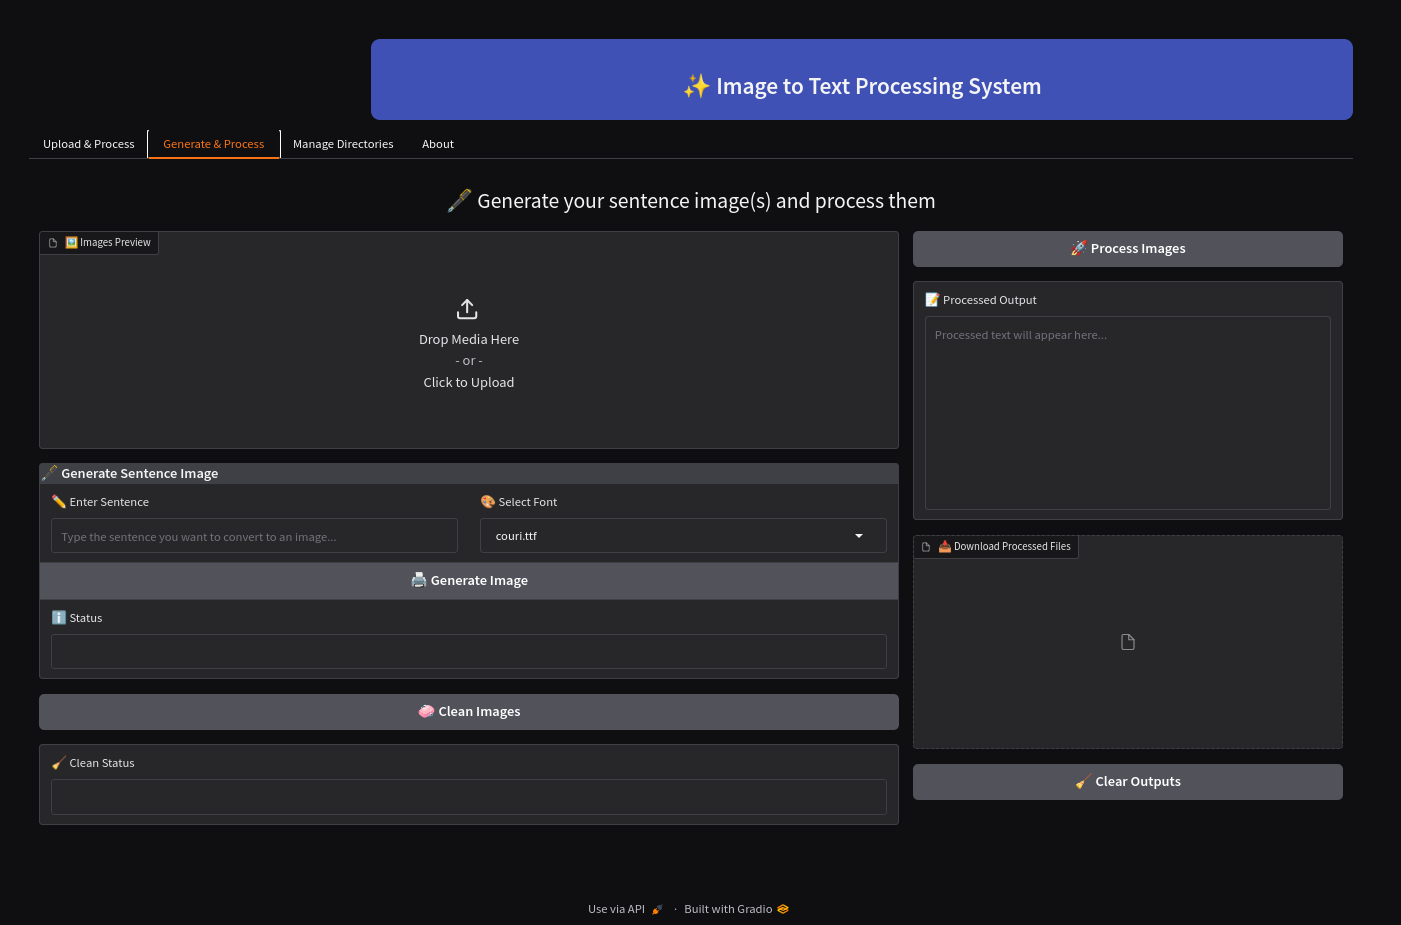 ✨ Image to Text Processing System
Upload & Process
Generate & Process
Manage Directories
About
🖋️ Generate your sentence image(s) and process them
🖼️ Images Preview
Drop Media Here
- or -
Click to Upload
🖋️ Generate Sentence Image
✏️ Enter Sentence
Type the sentence you want to convert to an image...
🎨 Select Font
couri.ttf
🖨️ Generate Image
ℹ️ Status
🧼 Clean Images
🧹 Clean Status
🚀 Process Images
📝 Processed Output
Processed text will appear here...
📥 Download Processed Files
🧹 Clear Outputs
Use via API 🚀 · Built with Gradio